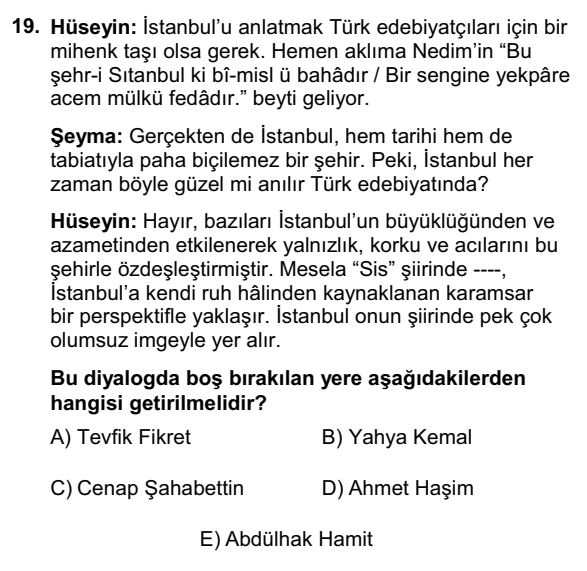 19. Hüseyin: İstanbul’u anlatmak Türk edebiyatçıları için bir
mihenk taşı olsa gerek. Hemen aklıma Nedim’in “Bu
şehr-i Sıtanbul ki bî-misl ü bahâdır / Bir sengine yekpâre
acem mülkü fedâdır.” beyti geliyor.
Şeyma: Gerçekten de İstanbul, hem tarihi hem de
tabiatıyla paha biçilemez bir şehir. Peki, İstanbul her
zaman böyle güzel mi anılır Türk edebiyatında?
Hüseyin: Hayır, bazıları İstanbul’un büyüklüğünden ve
azametinden etkilenerek yalnızlık, korku ve acılarını bu
şehirle özdeşleştirmiştir. Mesela “Sis” şiirinde ----,
İstanbul’a kendi ruh hâlinden kaynaklanan karamsar
bir perspektifle yaklaşır. İstanbul onun şiirinde pek çok
olumsuz imgeyle yer alır.
Bu diyalogda boş bırakılan yere aşağıdakilerden
hangisi getirilmelidir?
A) Tevfik Fikret B) Yahya Kemal
C) Cenap Şahabettin D) Ahmet Haşim
E) Abdülhak Hamit